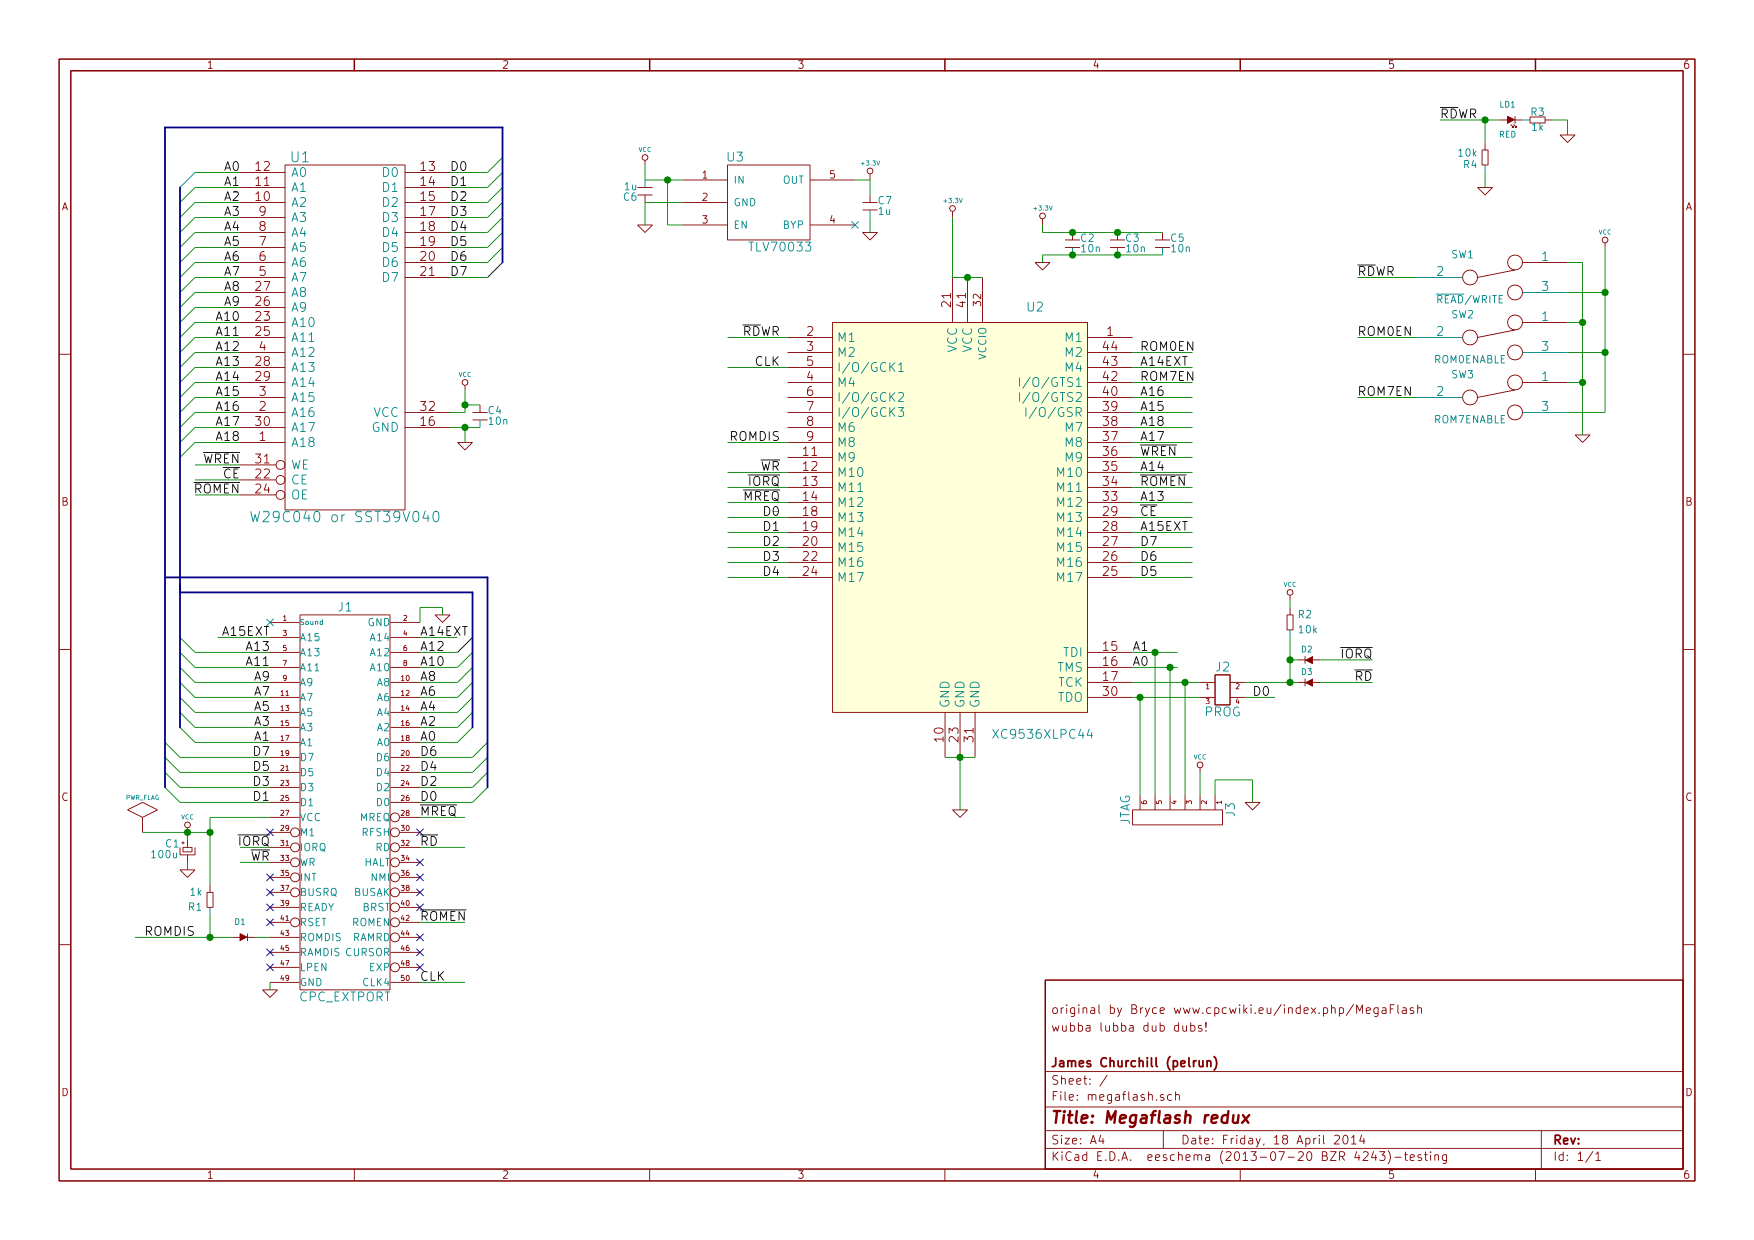 1 2 3 4 5 6
A
B
C
D
U1
A0 12 A0 D0 13 D0
A1 11 A1 D1 14 D1
A2 10 A2 D2 15 D2
A3 9 A3 D3 17 D3
A4 8 A4 D4 18 D4
A5 7 A5 D5 19 D5
A6 6 A6 D6 20 D6
A7 5 A7 D7 21 D7
A8 27 A8
A9 26 A9
A10 23 A10
A11 25 A11
A12 4 A12
A13 28 A13
A14 29 A14
A15 3 A15
A16 2 A16 VCC 32
A17 30 A17 GND 16
A18 1 A18
WREN 31 WE
CE 22 CE
ROMEN 24 OE
W29C040 or SST39V040
VCC
C4
10n
VCC
1u
C6
U3
1 IN OUT 5
2 GND
3 EN BYP 4
TLV70033
+3.3V
C7
1u
+3.3V
+3.3V
C2 C3 C5
10n 10n 10n
RDWR
LD1
RED
R3
1k
10k
R4
VCC
SW1
RDWR 2 1
3
READ/WRITE
SW2
ROM0EN 2 1
3
ROM0ENABLE
SW3
ROM7EN 2 1
3
ROM7ENABLE
U2
21 41 32
VCC VCC VCCIO
RDWR 2 M1 M1 1
3 M2 M2 44 ROM0EN
CLK 5 I/O/GCK1 M4 43 A14EXT
4 M4 I/O/GTS1 42 ROM7EN
6 I/O/GCK2 I/O/GTS2 40 A16
7 I/O/GCK3 I/O/GSR 39 A15
8 M6 M7 38 A18
ROMDIS 9 M8 M8 37 A17
11 M9 M9 36 WREN
WR 12 M10 M10 35 A14
IORQ 13 M11 M11 34 ROMEN
MREQ 14 M12 M12 33 A13
D0 18 M13 M13 29 CE
D1 19 M14 M14 28 A15EXT
D2 20 M15 M15 27 D7
D3 22 M16 M16 26 D6
D4 24 M17 M17 25 D5
TDI 15 A1
TMS 16 A0
TCK 17
TDO 30
GND GND GND
10 23 31
XC9536XLPC44
VCC
R2
10k
D2 IORQ
D3 RD
J2
1 2
3 4 D0
PROG
VCC
JTAG 6 5 4 3 2 1 J3
J1
1 Sound GND 2
A15EXT 3 A15 A14 4 A14EXT
A13 5 A13 A12 6 A12
A11 7 A11 A10 8 A10
A9 9 A9 A8 10 A8
A7 11 A7 A6 12 A6
A5 13 A5 A4 14 A4
A3 15 A3 A2 16 A2
A1 17 A1 A0 18 A0
D7 19 D7 D6 20 D6
D5 21 D5 D4 22 D4
D3 23 D3 D2 24 D2
D1 25 D1 D0 26 D0
27 VCC MREQ 28 MREQ
29 M1 RFSH 30
IORQ 31 IORQ RD 32 RD
WR 33 WR HALT 34
35 INT NMI 36
37 BUSRQ BUSAK 38
39 READY BRST 40
41 RSET ROMEN 42 ROMEN
43 ROMDIS RAMRD 44
45 RAMDIS CURSOR 46
47 LPEN EXP 48
49 GND CLK4 50 CLK
CPC_EXTPORT
PWR_FLAG
VCC
C1 +
100u
1k
R1
ROMDIS
D1
original by Bryce www.cpcwiki.eu/index.php/MegaFlash
wubba lubba dub dubs!
James Churchill (pelrun)
Sheet: /
File: megaflash.sch
Title: Megaflash redux
Size: A4 Date: Friday, 18 April 2014 Rev:
KiCad E.D.A. eeschema (2013-07-20 BZR 4243)-testing Id: 1/1
A
B
C
D
1 2 3 4 5 6